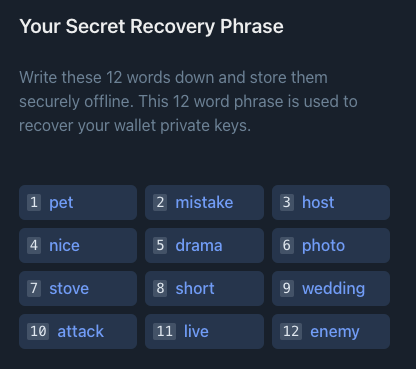 Your Secret Recovery Phrase
Write these 12 words down and store them
securely offline. This 12 word phrase is used to
recover your wallet private keys.
1 pet 2 mistake 3 host
4 nice 5 drama 6 photo
7 stove 8 short 9 wedding
10 attack 11 live 12 enemy